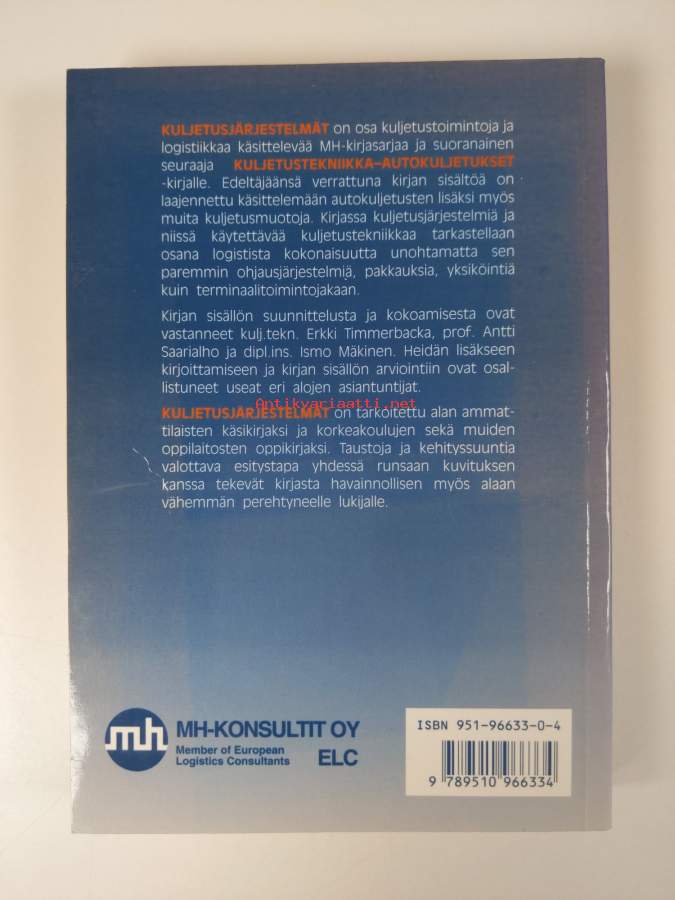 KULJETUSJÄRJESTELMÄT on osa kuljetustoimintoja ja
logistiikkaa käsittelevää MH-kirjasarjaa ja suoranainen
seuraaja KULJETUSTEKNIIKKA–AUTOKULJETUKSET
-kirjalle. Edeltäjäänsä verrattuna kirjan sisältöä on
laajennettu käsittelemään autokuljetusten lisäksi myös
muita kuljetusmuotoja. Kirjassa kuljetusjärjestelmiä ja
niissä käytettävää kuljetustekniikkaa tarkastellaan
osana logistista kokonaisuutta unohtamatta sen
paremmin ohjausjärjestelmiä, pakkauksia, yksiköintiä
kuin terminaalitoimintojakaan.
Kirjan sisällön suunnittelusta ja kokoamisesta ovat
vastanneet kulj.tekn. Erkki Timmerbacka, prof. Antti
Saarialho ja dipl.ins. Ismo Mäkinen. Heidän lisäkseen
kirjoittamiseen ja kirjan sisällön arviointiin ovat osal-
listuneet useat eri alojen asiantuntijat.
Antikvariaatti.net
KULJETUSJÄRJESTELMÄT on tarkoitettu alan ammat-
tilaisten käsikirjaksi ja korkeakoulujen sekä muiden
oppilaitosten oppikirjaksi. Taustoja ja kehityssuuntia
valottava esitystapa yhdessä runsaan kuvituksen
kanssa tekevät kirjasta havainnollisen myös alaan
vähemmän perehtyneelle lukijalle.
mh MH-KONSULTIT OY
Member of European
Logistics Consultants ELC
ISBN 951-96633-0-4
9 789510 966334